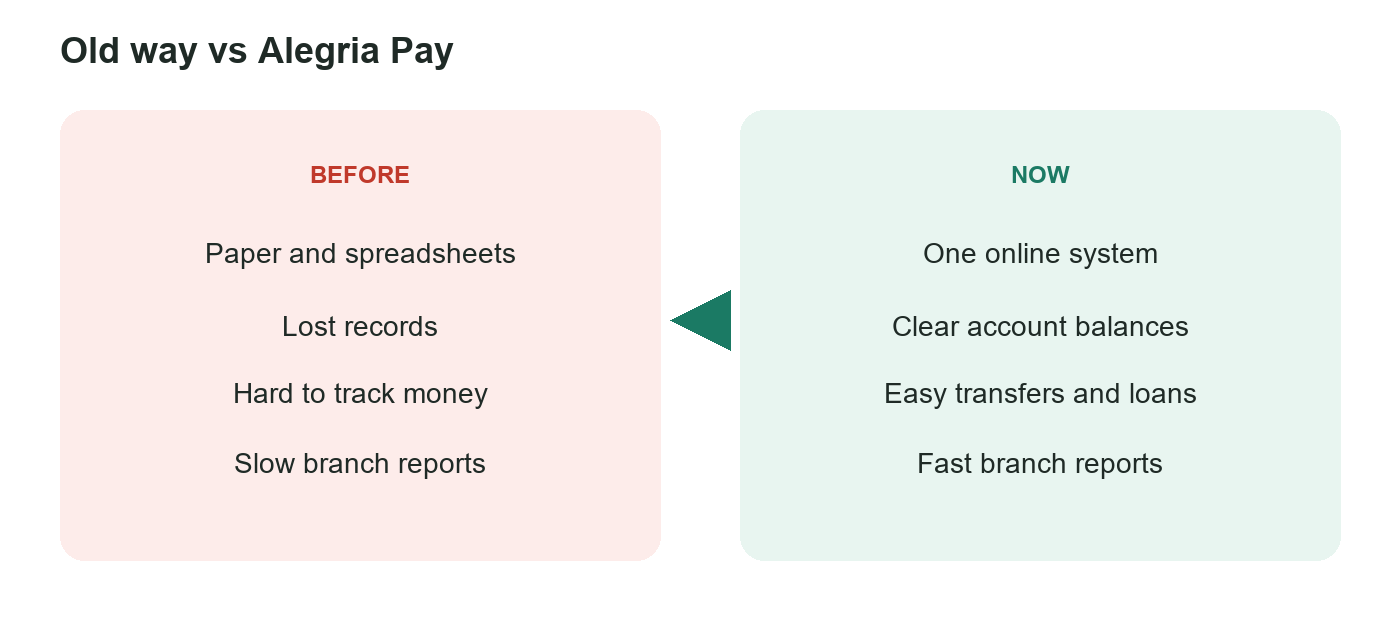 Old way vs Alegria Pay
BEFORE
Paper and spreadsheets
Lost records
Hard to track money
Slow branch reports
NOW
One online system
Clear account balances
Easy transfers and loans
Fast branch reports